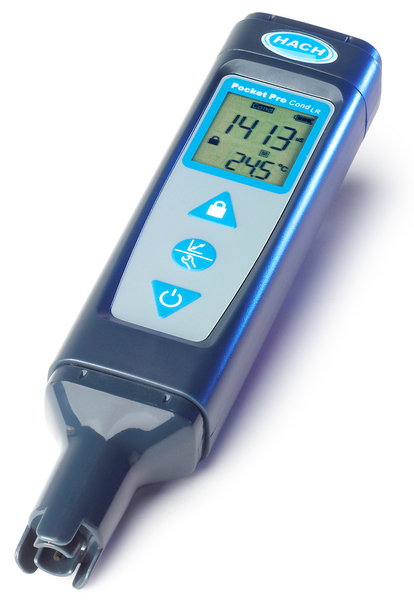 HACH
Pocket Pro Cond LR
Cond
1413
24.5 °C